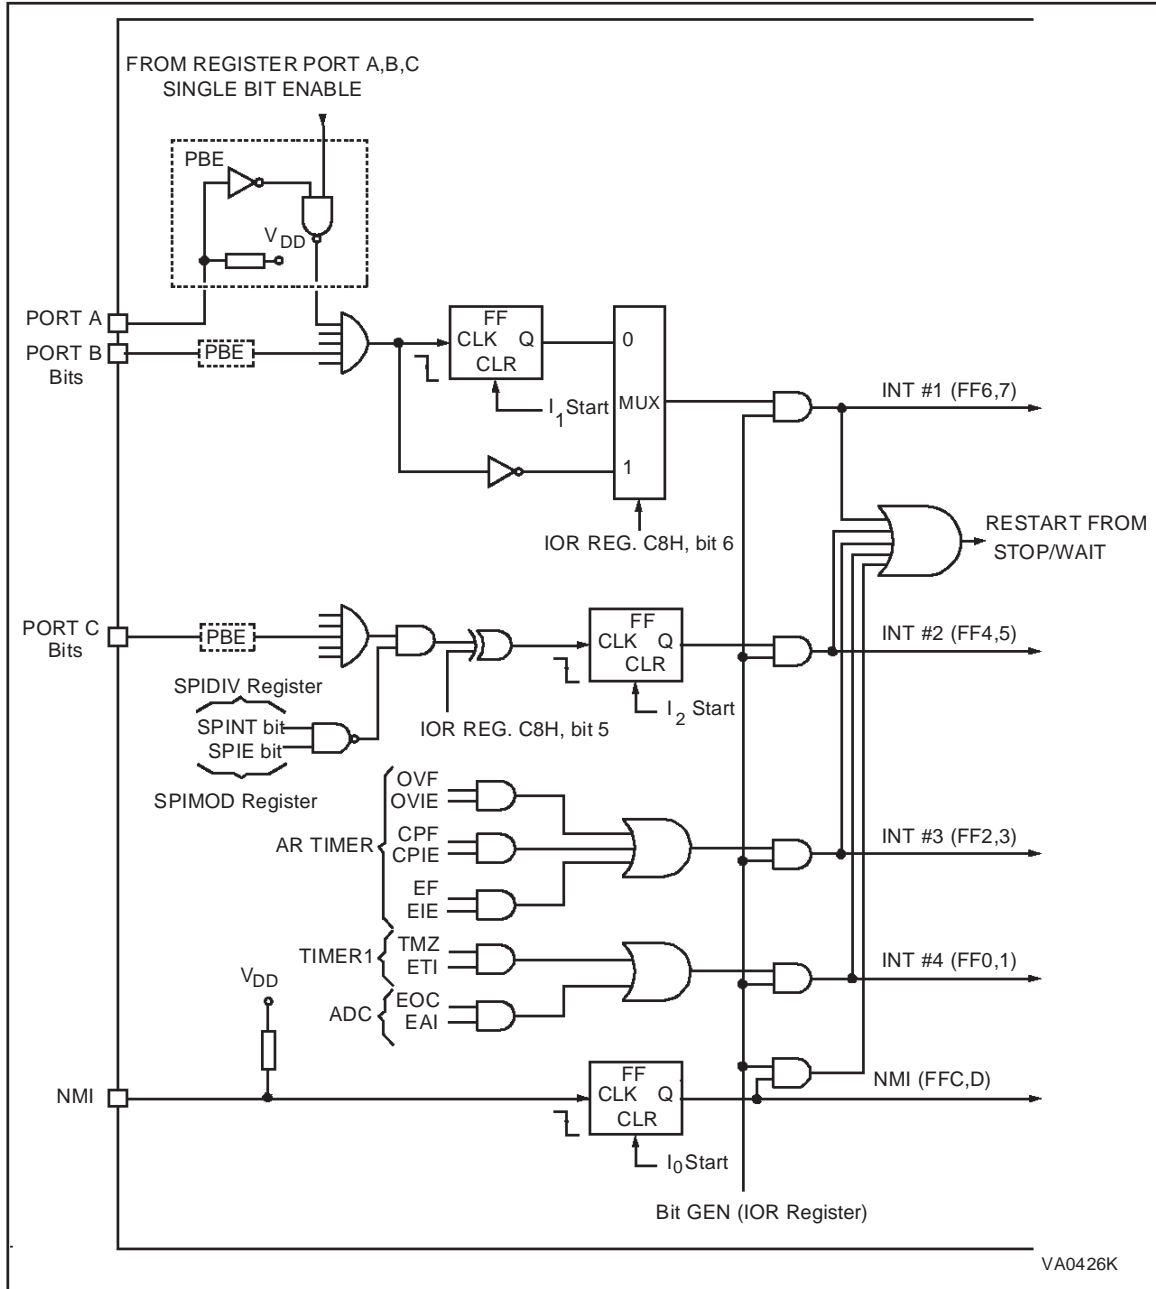 FROM REGISTER PORT A,B,C
SINGLE BIT ENABLE
PBE
VDD
PORT A
PORT B
Bits
PBE
FF
CLK Q
CLR
I1Start
0
MUX
1
IOR REG. C8H, bit 6
INT #1 (FF6,7)
RESTART FROM
STOP/WAIT
PORT C
Bits
PBE
FF
CLK Q
CLR
I2 Start
IOR REG. C8H, bit 5
INT #2 (FF4,5)
SPIDIV Register
SPINT bit
SPIE bit
SPIMOD Register
AR TIMER
OVF
OVIE
CPF
CPIE
EF
EIE
INT #3 (FF2,3)
TIMER1
TMZ
ETI
ADC
EOC
EAI
INT #4 (FF0,1)
VDD
NMI
FF
CLK Q
CLR
I0Start
NMI (FFC,D)
Bit GEN (IOR Register)
VA0426K